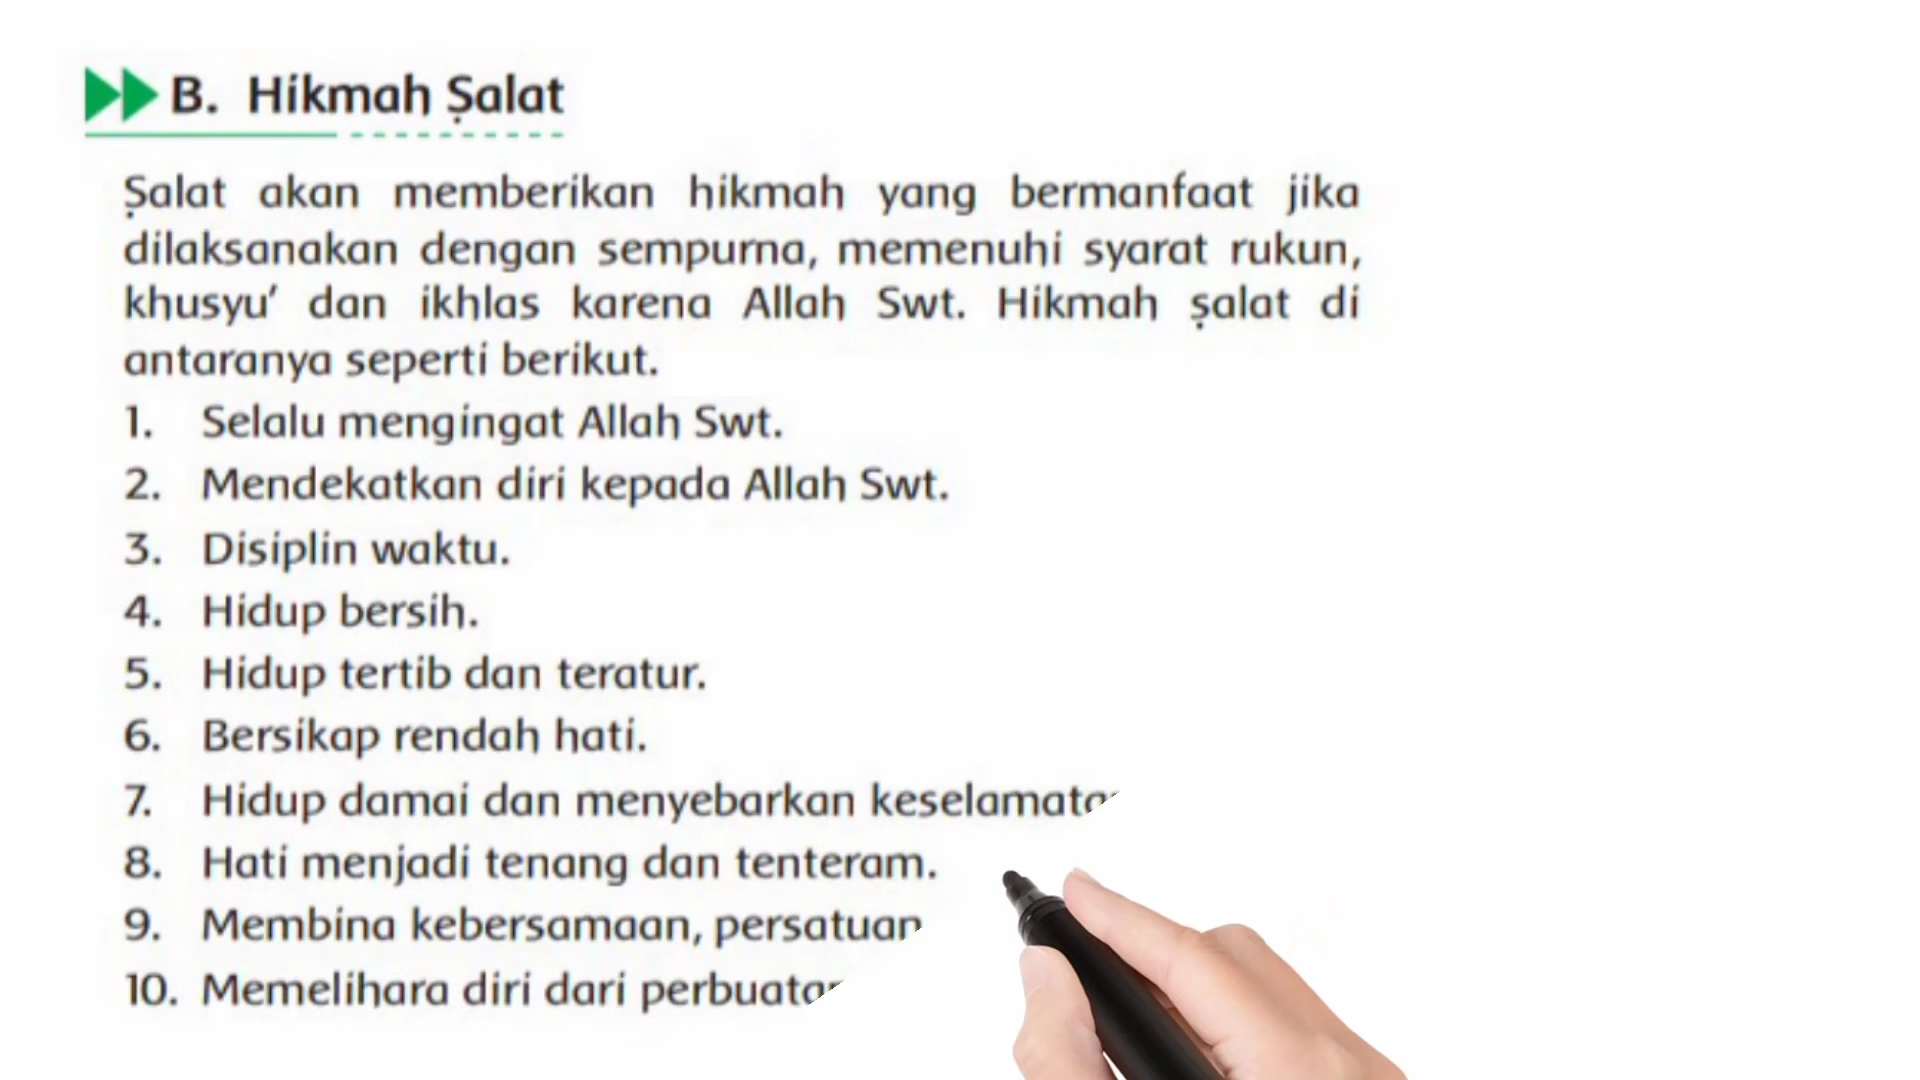 B. Hikmah Ṣalat
Ṣalat akan memberikan hikmah yang bermanfaat jika
dilaksanakan dengan sempurna, memenuhi syarat rukun,
khusyu’ dan ikhlas karena Allah Swt. Hikmah ṣalat di
antaranya seperti berikut.
1. Selalu mengingat Allah Swt.
2. Mendekatkan diri kepada Allah Swt.
3. Disiplin waktu.
4. Hidup bersih.
5. Hidup tertib dan teratur.
6. Bersikap rendah hati.
7. Hidup damai dan menyebarkan keselamatan
8. Hati menjadi tenang dan tenteram.
9. Membina kebersamaan, persatuan
10. Memelihara diri dari perbuatan